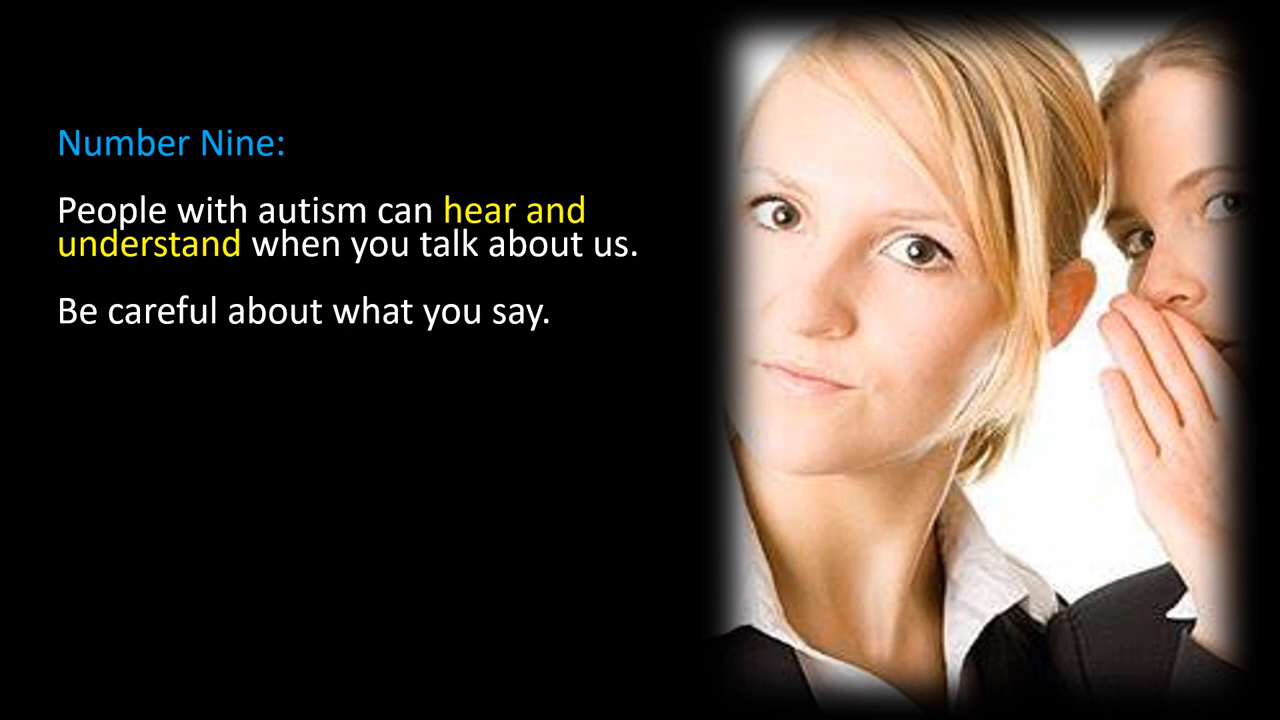 Number Nine:
People with autism can hear and
understand when you talk about us.
Be careful about what you say.